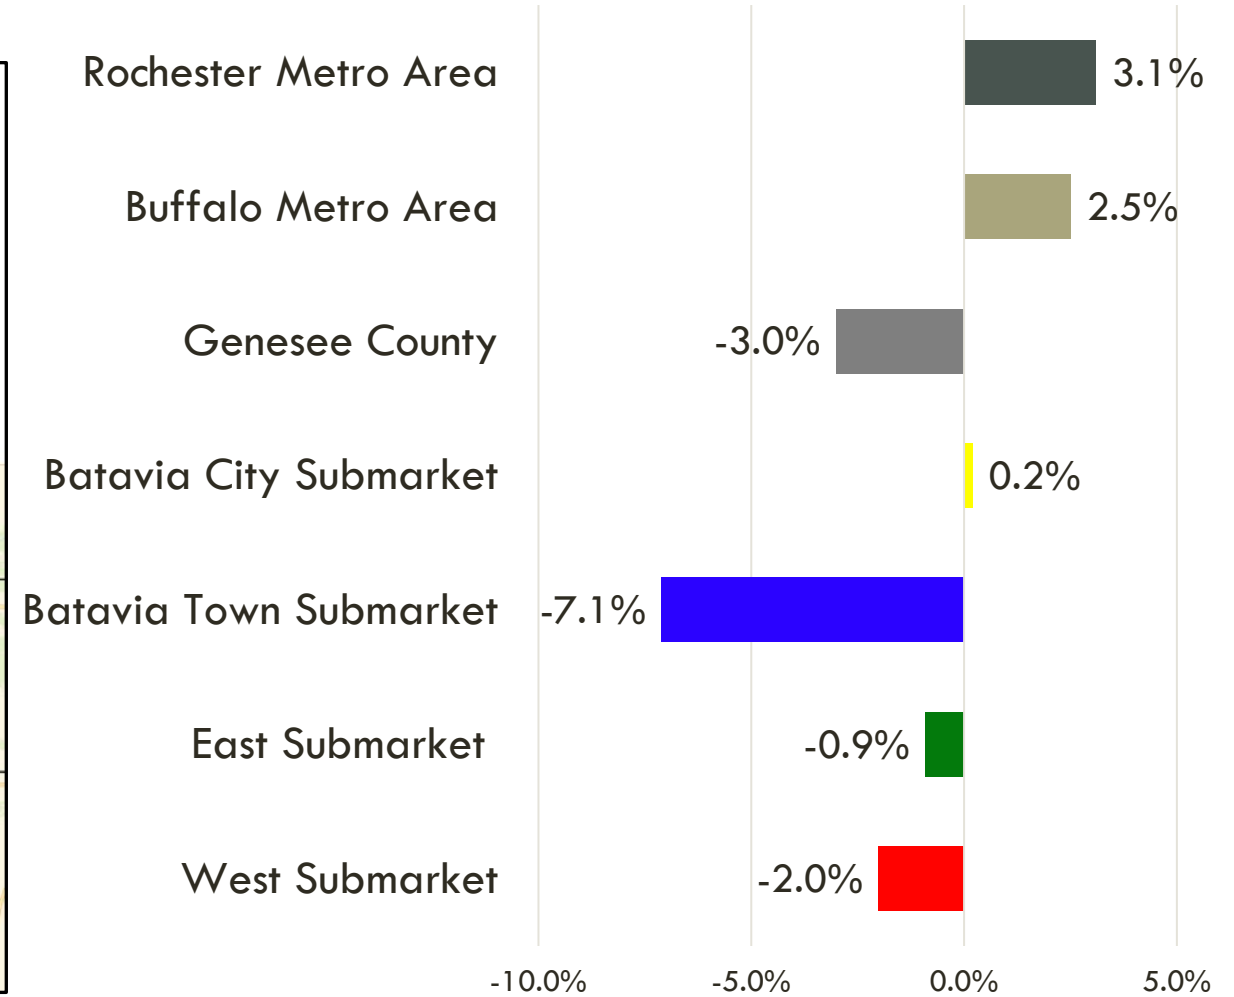 Rochester Metro Area 3.1%
Buffalo Metro Area 2.5%
Genesee County -3.0%
Batavia City Submarket 0.2%
Batavia Town Submarket -7.1%
East Submarket -0.9%
West Submarket -2.0%
-10.0% -5.0% 0.0% 5.0%